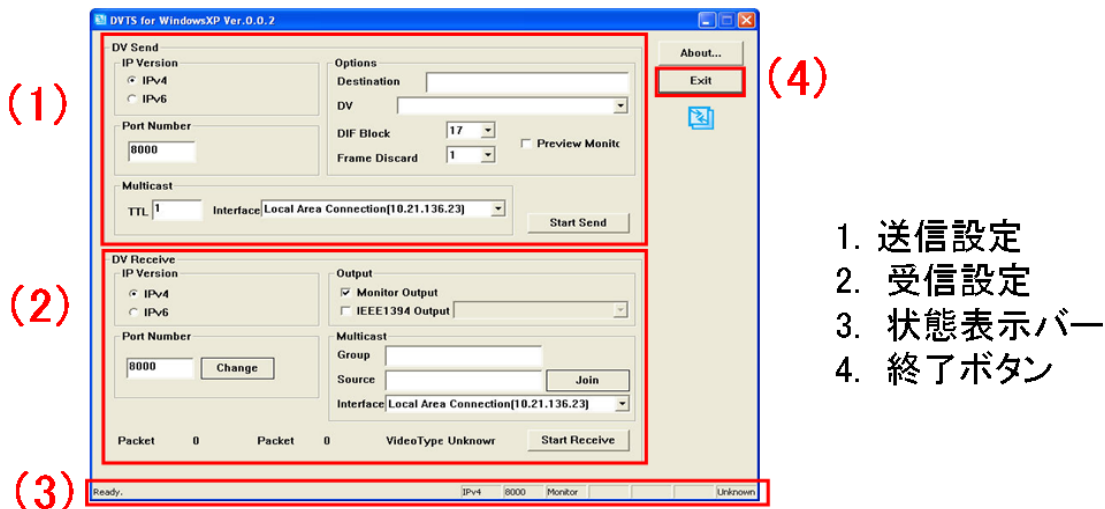 DVTS for WindowsXP Ver.0.0.2
DV Send
IP Version
IPv4
IPv6
Port Number
8000
Options
Destination
DV
DIF Block 17
Frame Discard 1
Preview Monitc
Multicast
TTL 1 Interface Local Area Connection(10.21.136.23)
Start Send
About...
Exit
DV Receive
IP Version
IPv4
IPv6
Port Number
8000 Change
Output
Monitor Output
IEEE1394 Output
Multicast
Group
Source Join
Interface Local Area Connection(10.21.136.23)
Packet 0 Packet 0 VideoType Unknowr Start Receive
Ready. IPv4 8000 Monitor Unknown
(1)
(2)
(3)
(4)
1. 送信設定
2. 受信設定
3. 状態表示バー
4. 終了ボタン